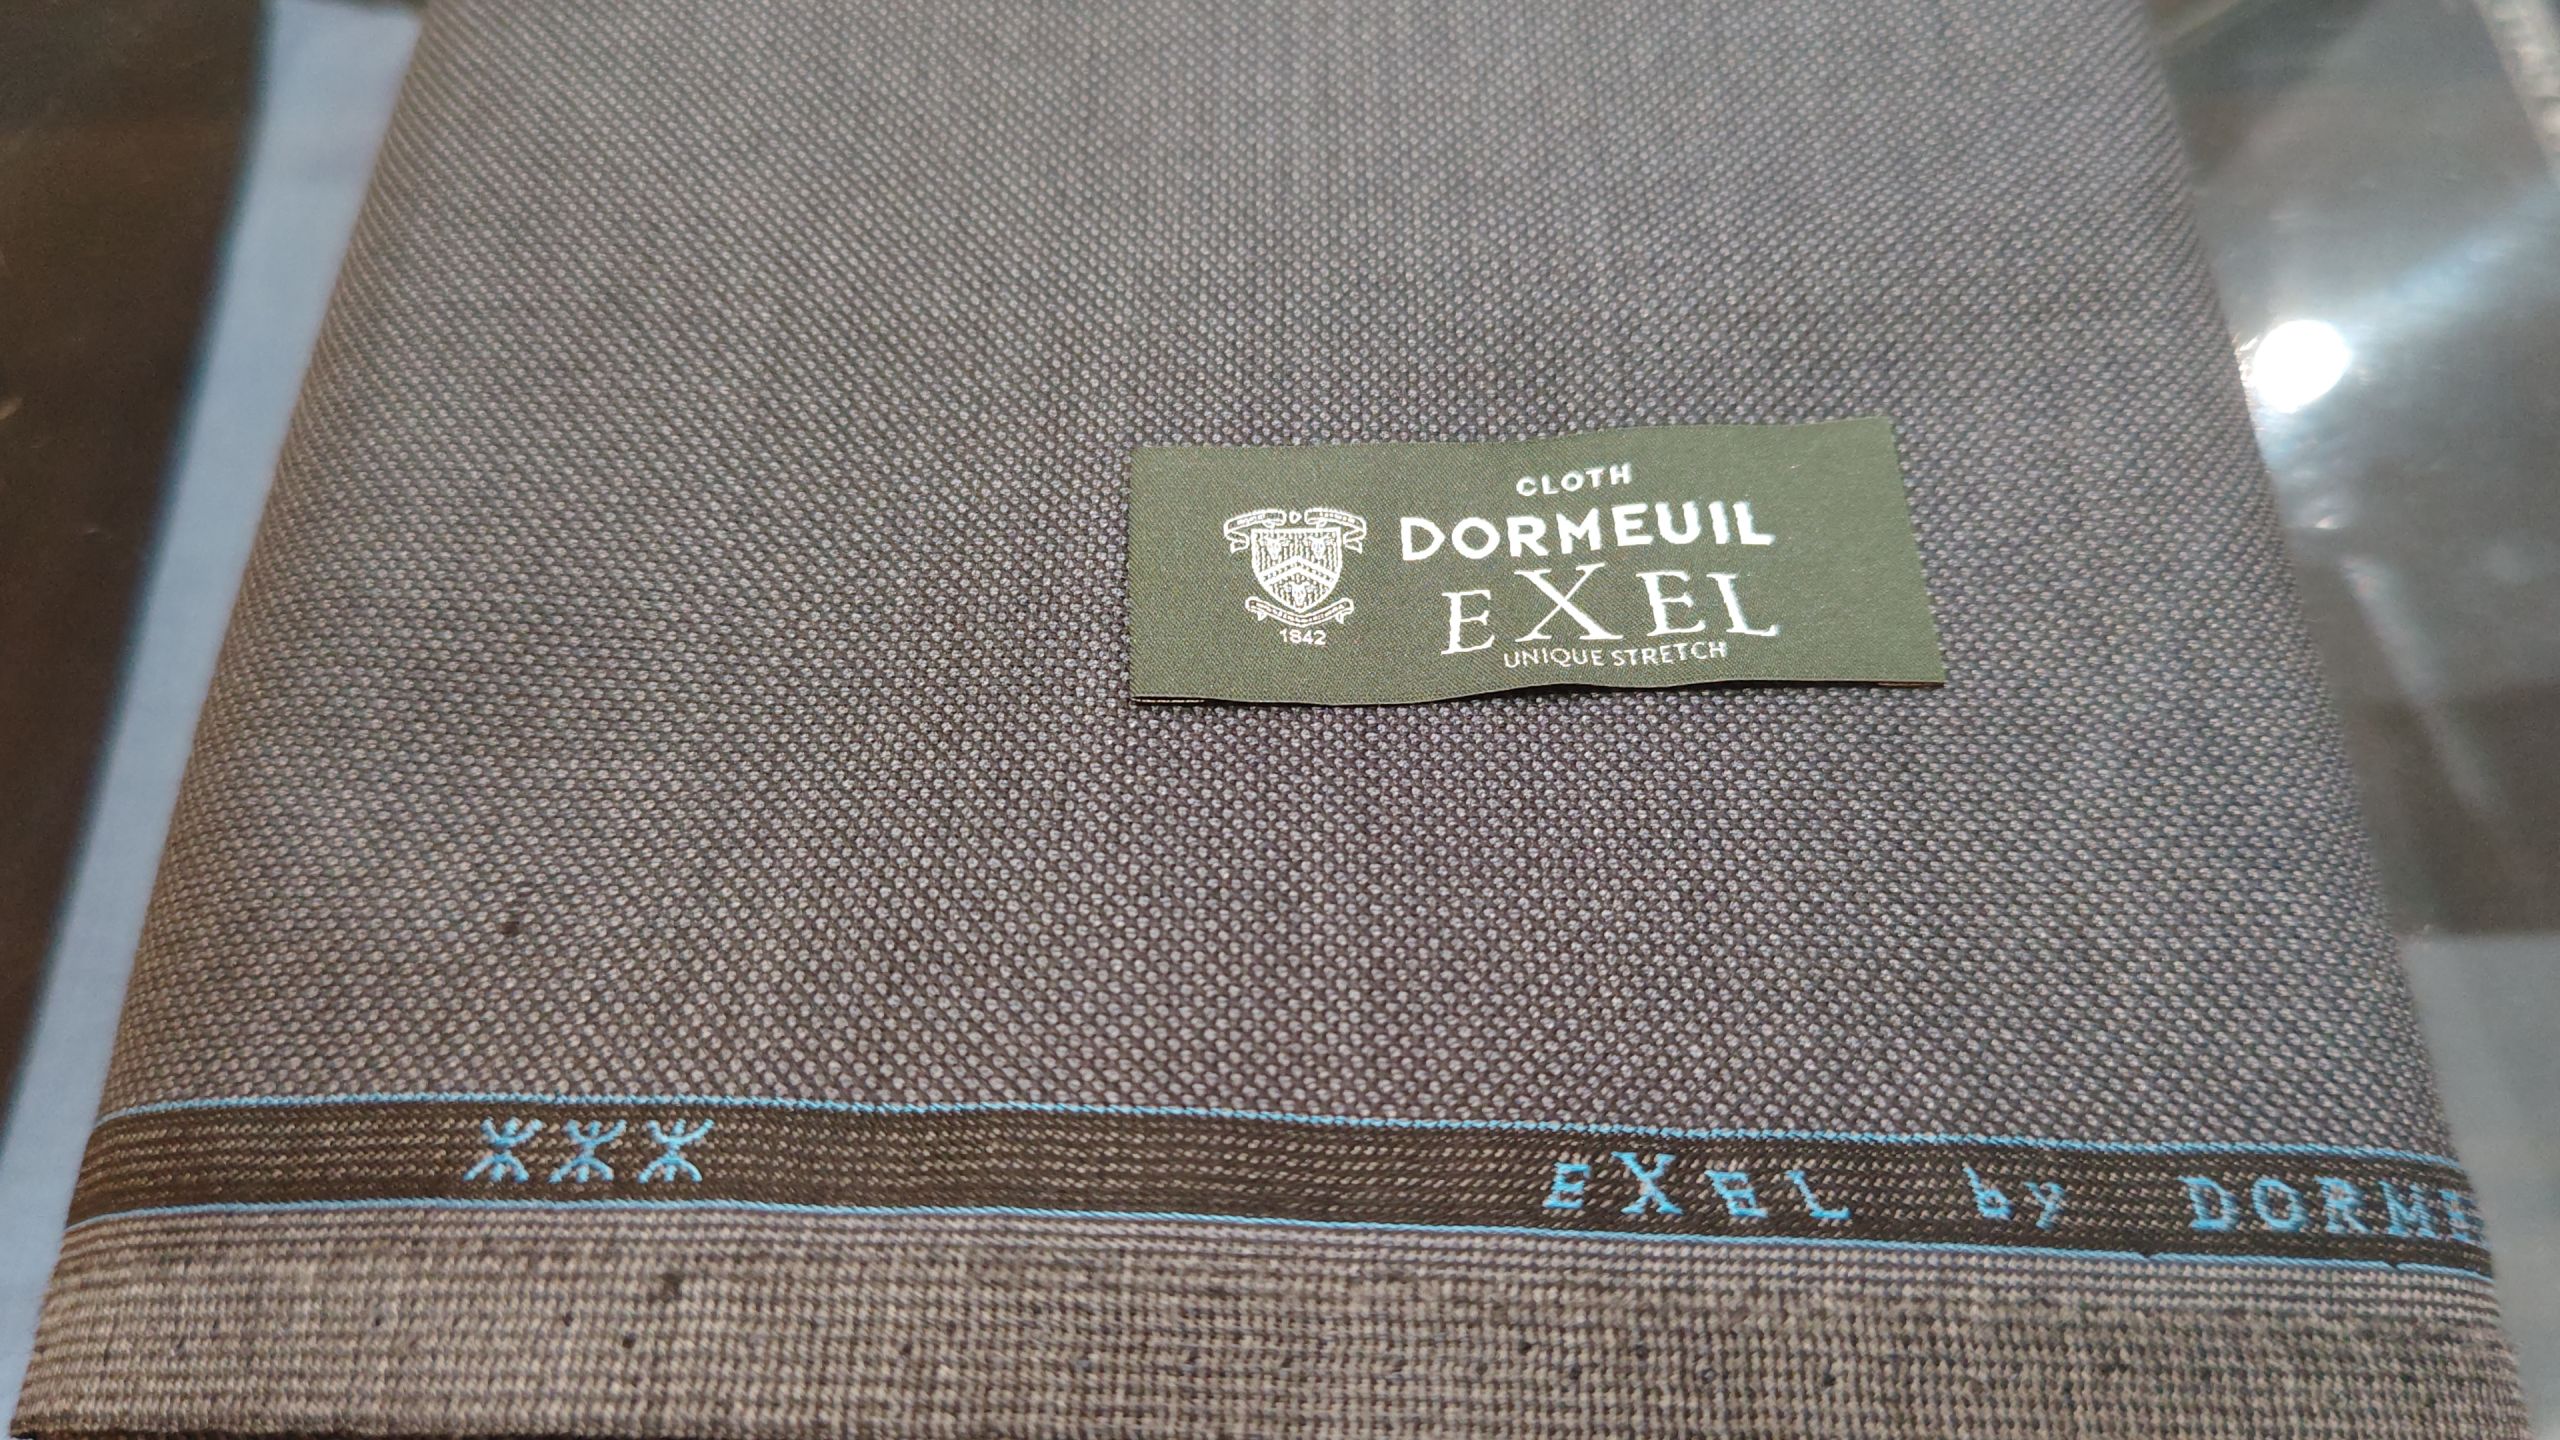 CLOTH
DORMEUIL
EXEL
UNIQUE STRETCH
1842
EXEL by DORME